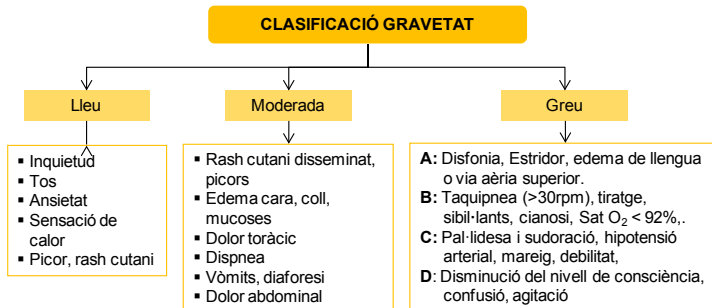 CLASIFICACIÓ GRAVETAT
Lleu
▪ Inquietud
▪ Tos
▪ Ansietat
▪ Sensació de
calor
▪ Picor, rash cutani
Moderada
▪ Rash cutani disseminat,
picors
▪ Edema cara, coll,
mucoses
▪ Dolor toràcic
▪ Dispnea
▪ Vòmits, diaforesi
▪ Dolor abdominal
Greu
A: Disfonia, Estridor, edema de llengua
o via aèria superior.
B: Taquipnea (>30rpm), tiratge,
sibil·lants, cianosi, Sat O₂ < 92%,.
C: Pal·lidesa i sudoració, hipotensió
arterial, mareig, debilitat,
D: Disminució del nivell de consciència,
confusió, agitació